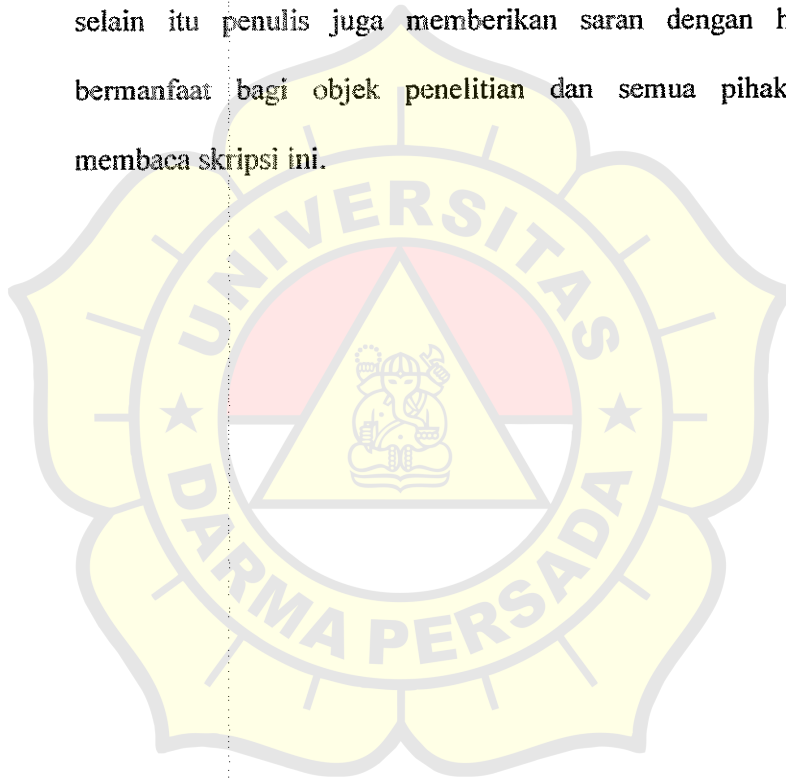 selain itu penulis juga memberikan saran dengan
bermanfaat bagi objek penelitian dan semua pihak
membaca skripsi ini.
UNIVERSITAS
DARMA PERSADA